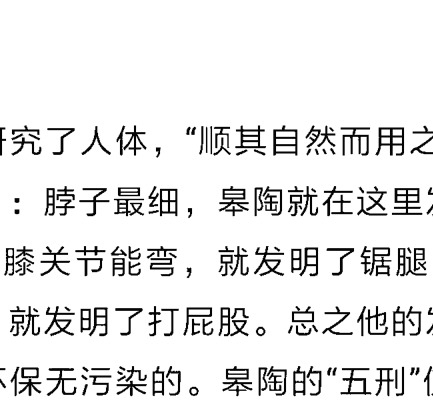 究了人体，“顺其自然而用之
：脖子最细，皋陶就在这里发
膝关节能弯，就发明了锯腿
就发明了打屁股。总之他的发
保无污染的。皋陶的“五刑”